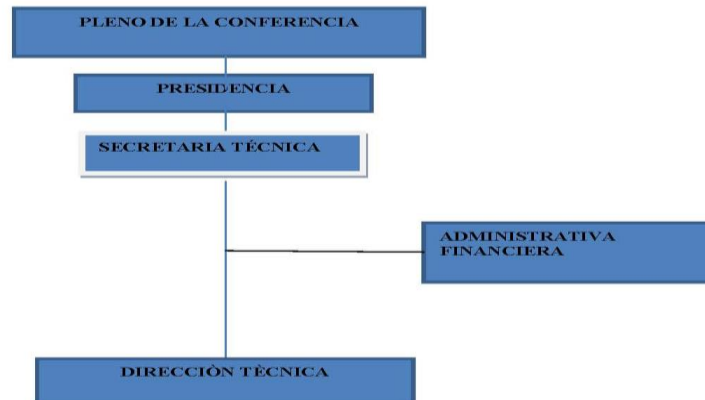 PLENO DE LA CONFERENCIA
PRESIDENCIA
SECRETARIA TÉCNICA
ADMINISTRATIVA
FINANCIERA
DIRECCIÒN TÈCNICA